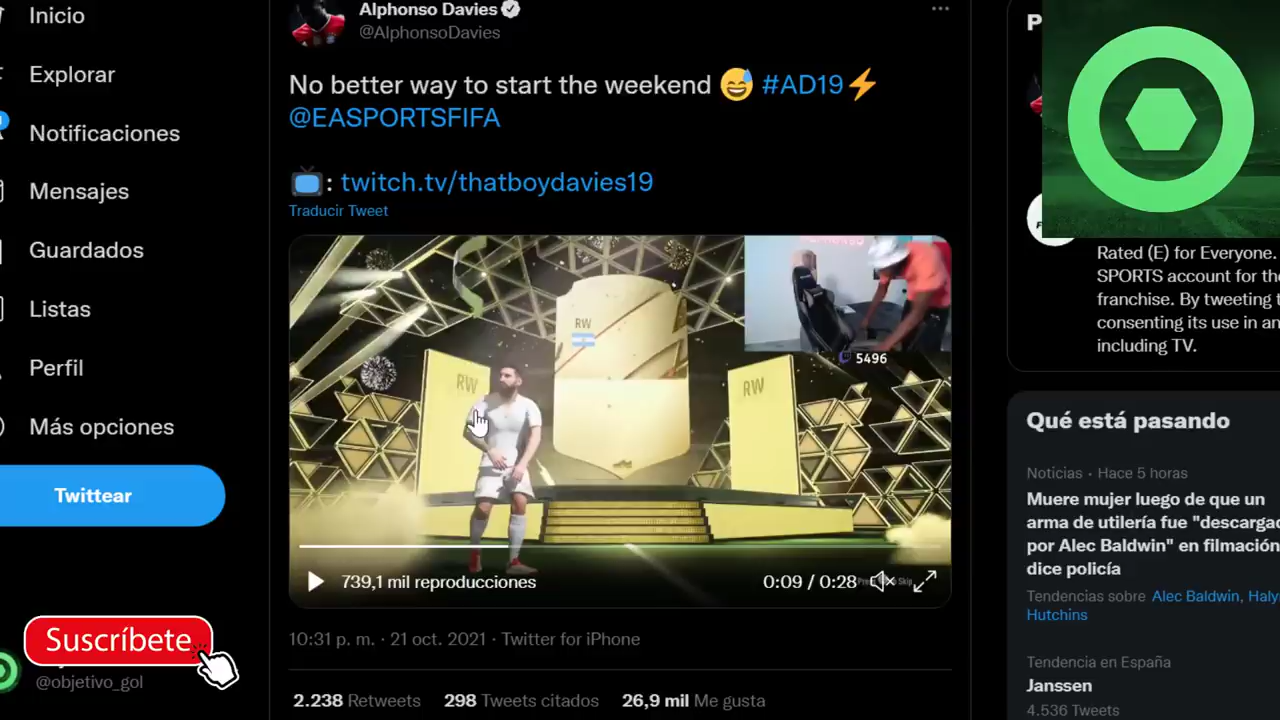 Inicio
Explorar
Notificaciones
Mensajes
Guardados
Listas
Perfil
Más opciones
Twittear
Suscríbete
@objetivo_gol
Alphonso Davies
@AlphonsoDavies
No better way to start the weekend 😅 #AD19⚡
@EASPORTSFIFA
📺: twitch.tv/thatboydavies19
Traducir Tweet
RW
RW
RW
5496
739,1 mil reproducciones
0:09 / 0:28
Skip
10:31 p. m. · 21 oct. 2021 · Twitter for iPhone
2.238 Retweets 298 Tweets citados 26,9 mil Me gusta
P
Rated (E) for Everyone.
SPORTS account for the
franchise. By tweeting
consenting its use in an
including TV.
Qué está pasando
Noticias · Hace 5 horas
Muere mujer luego de que un
arma de utilería fue "descargad
por Alec Baldwin" en filmación
dice policía
Tendencias sobre Alec Baldwin, Haly
Hutchins
Tendencia en España
Janssen
4.536 Tweets